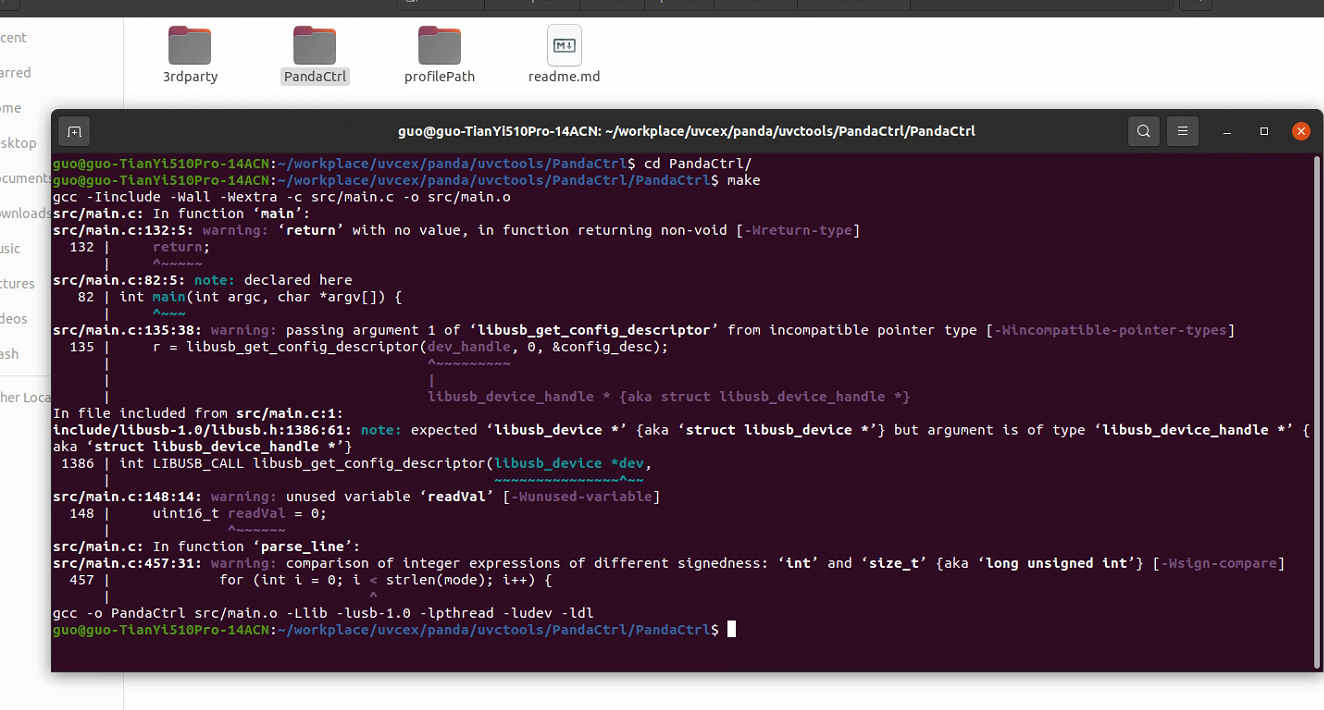 cent
3rdparty PandaCtrl profilePath readme.md
arred
ome
esktop
ocuments
ownloads
usic
ctures
deos
ash
her Loca
guo@guo-TianYi510Pro-14ACN: ~/workplace/uvcex/panda/uvctools/PandaCtrl/PandaCtrl
guo@guo-TianYi510Pro-14ACN:~/workplace/uvcex/panda/uvctools/PandaCtrl$ cd PandaCtrl/
guo@guo-TianYi510Pro-14ACN:~/workplace/uvcex/panda/uvctools/PandaCtrl/PandaCtrl$ make
gcc -Iinclude -Wall -Wextra -c src/main.c -o src/main.o
src/main.c: In function ‘main’:
src/main.c:132:5: warning: ‘return’ with no value, in function returning non-void [-Wreturn-type]
  132 |     return;
      |     ^~~~~~
src/main.c:82:5: note: declared here
   82 | int main(int argc, char *argv[]) {
      |     ^~~~
src/main.c:135:38: warning: passing argument 1 of ‘libusb_get_config_descriptor’ from incompatible pointer type [-Wincompatible-pointer-types]
  135 |     r = libusb_get_config_descriptor(dev_handle, 0, &config_desc);
      |                                      ^~~~~~~~~~
      |                                      |
      |                                      libusb_device_handle * {aka struct libusb_device_handle *}
In file included from src/main.c:1:
include/libusb-1.0/libusb.h:1386:61: note: expected ‘libusb_device *’ {aka ‘struct libusb_device *’} but argument is of type ‘libusb_device_handle *’ {
aka ‘struct libusb_device_handle *’}
 1386 | int LIBUSB_CALL libusb_get_config_descriptor(libusb_device *dev,
      |                                              ~~~~~~~~~~~~~~~^~~
src/main.c:148:14: warning: unused variable ‘readVal’ [-Wunused-variable]
  148 |     uint16_t readVal = 0;
      |              ^~~~~~~
src/main.c: In function ‘parse_line’:
src/main.c:457:31: warning: comparison of integer expressions of different signedness: ‘int’ and ‘size_t’ {aka ‘long unsigned int’} [-Wsign-compare]
  457 |             for (int i = 0; i < strlen(mode); i++) {
      |                               ^
gcc -o PandaCtrl src/main.o -Llib -lusb-1.0 -lpthread -ludev -ldl
guo@guo-TianYi510Pro-14ACN:~/workplace/uvcex/panda/uvctools/PandaCtrl/PandaCtrl$